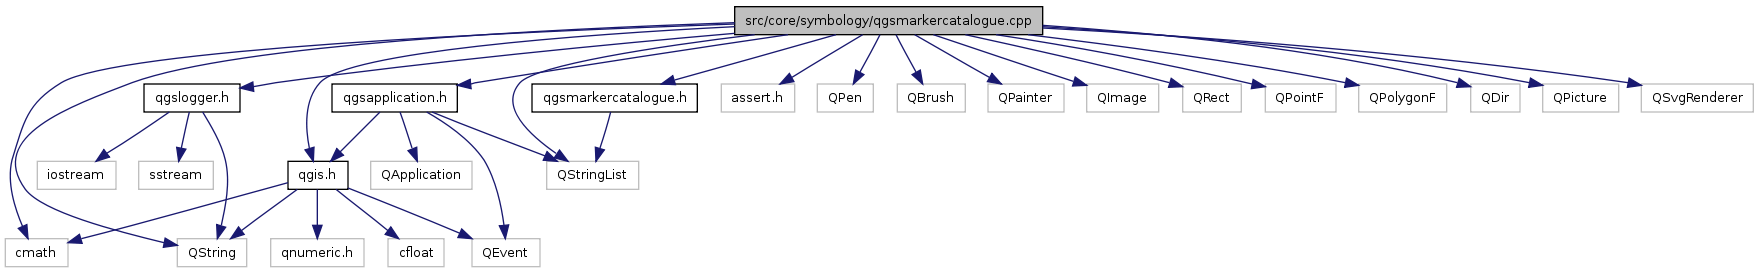 src/core/symbology/qgsmarkercatalogue.cpp
qgslogger.h
qgsapplication.h
qgsmarkercatalogue.h
assert.h
QPen
QBrush
QPainter
QImage
QRect
QPointF
QPolygonF
QDir
QPicture
QSvgRenderer
iostream
sstream
qgis.h
QApplication
QStringList
cmath
QString
qnumeric.h
cfloat
QEvent